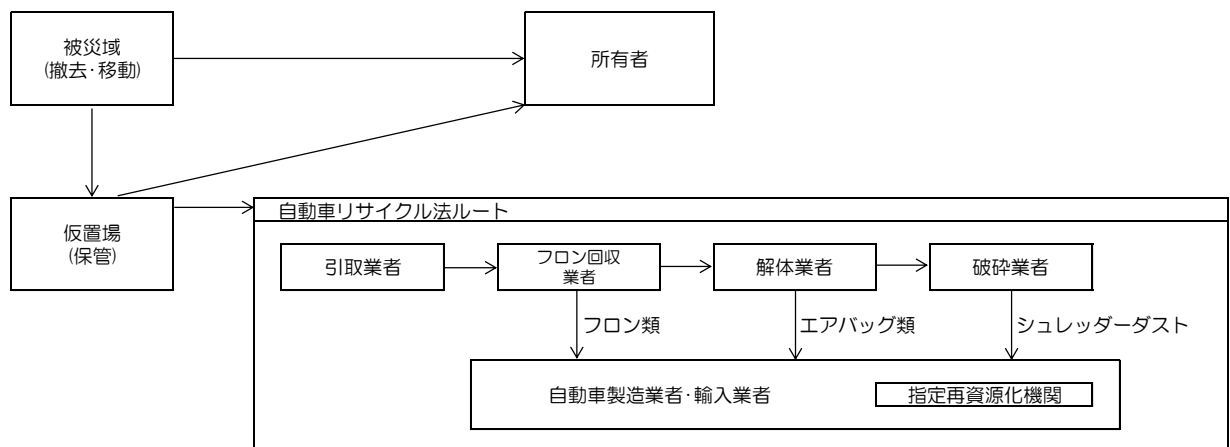 被災域
(撤去・移動)
所有者
仮置場
(保管)
自動車リサイクル法ルート
引取業者
フロン回収
業者
解体業者
破砕業者
フロン類
エアバッグ類
シュレッダーダスト
自動車製造業者・輸入業者
指定再資源化機関